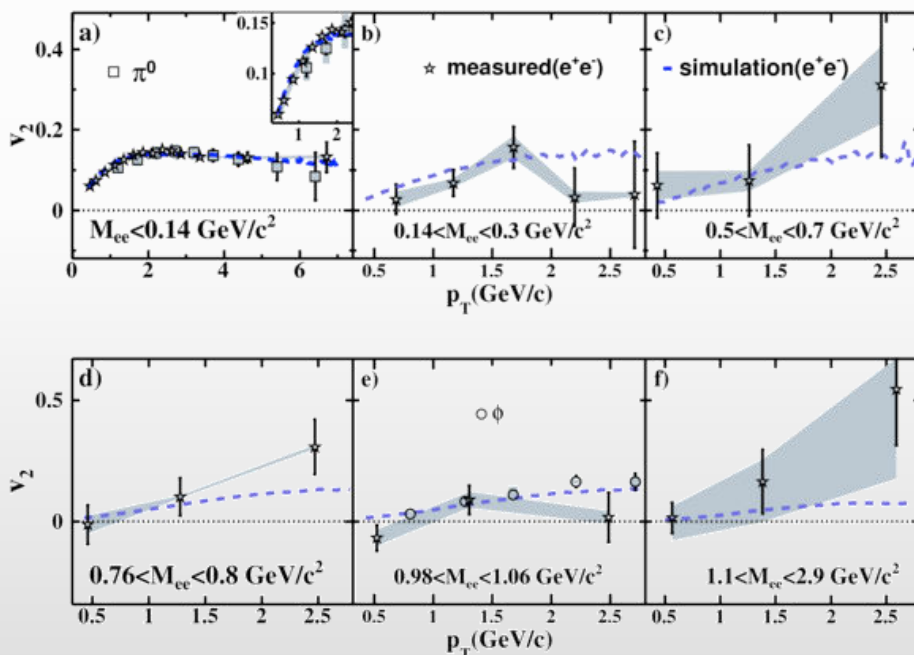 a)
π⁰
0.15
0.1
1 2
b)
measured(e⁺e⁻)
c)
simulation(e⁺e⁻)
v₂
0.4
0.2
0
M_ee<0.14 GeV/c²
0.14<M_ee<0.3 GeV/c²
0.5<M_ee<0.7 GeV/c²
0 2 4 6 0.5 1 1.5 2 2.5 0.5 1 1.5 2 2.5
p_T(GeV/c)
p_T(GeV/c)
d)
e)
φ
f)
v₂
0.5
0
0.76<M_ee<0.8 GeV/c²
0.98<M_ee<1.06 GeV/c²
1.1<M_ee<2.9 GeV/c²
0.5 1 1.5 2 2.5 0.5 1 1.5 2 2.5 0.5 1 1.5 2 2.5
p_T(GeV/c)